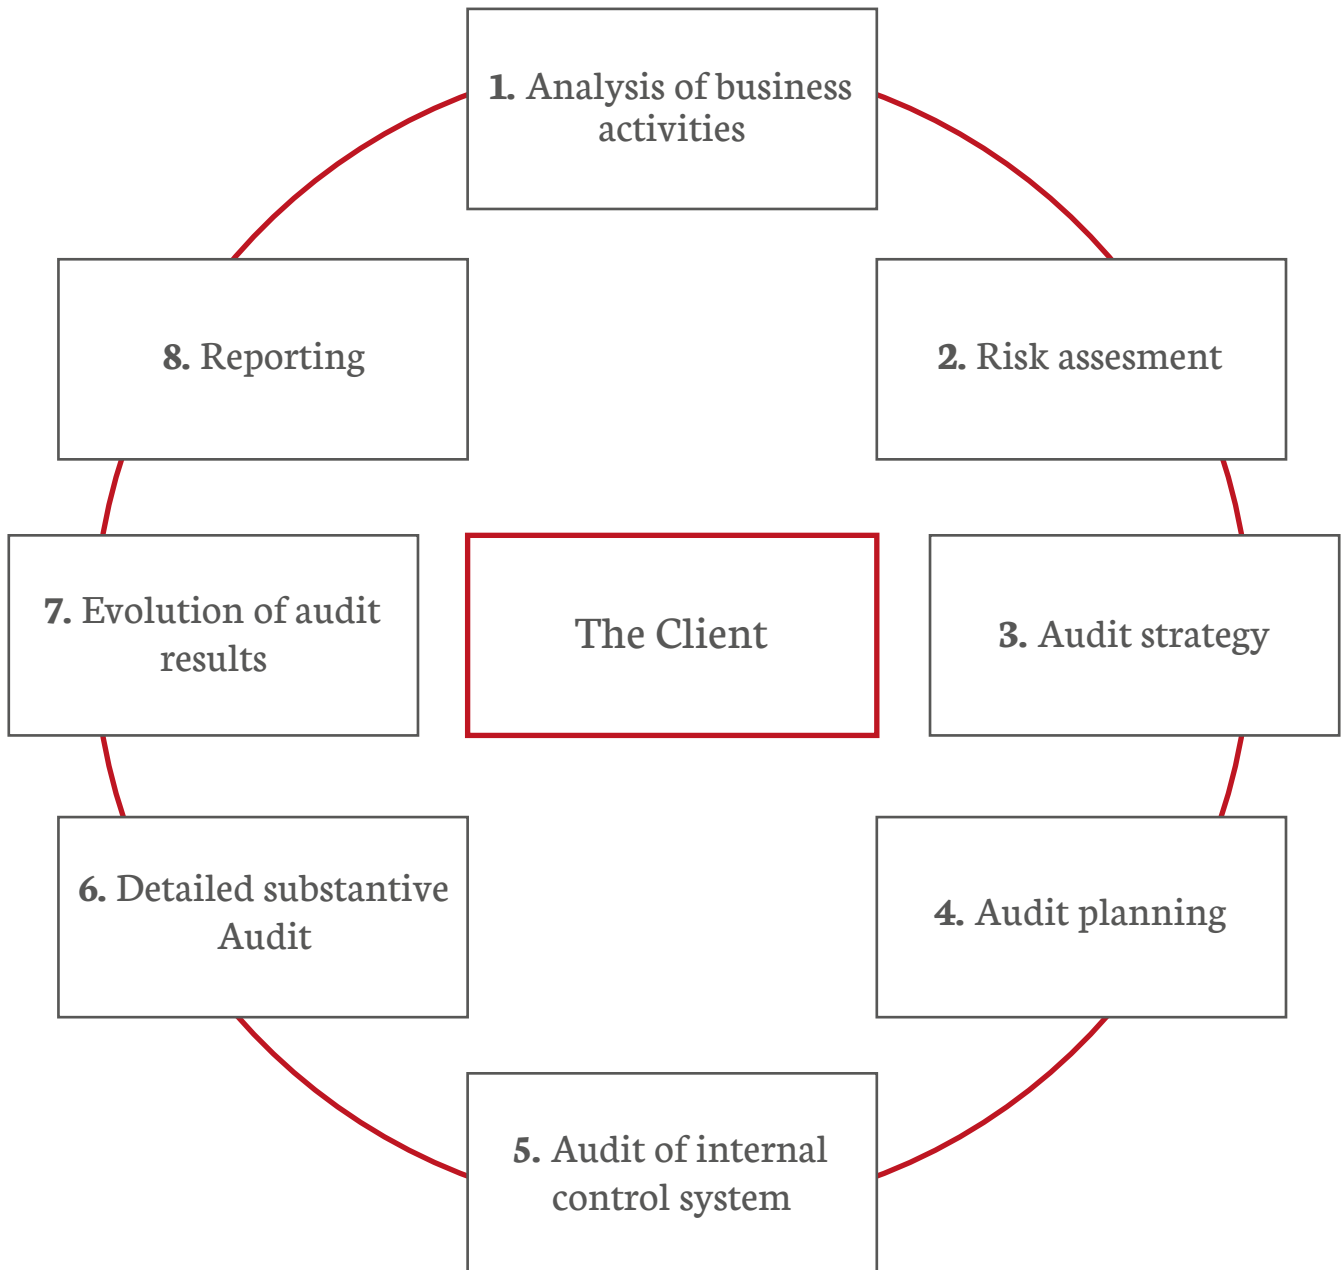 1. Analysis of business
activities
2. Risk assesment
3. Audit strategy
4. Audit planning
5. Audit of internal
control system
6. Detailed substantive
Audit
7. Evolution of audit
results
8. Reporting
The Client